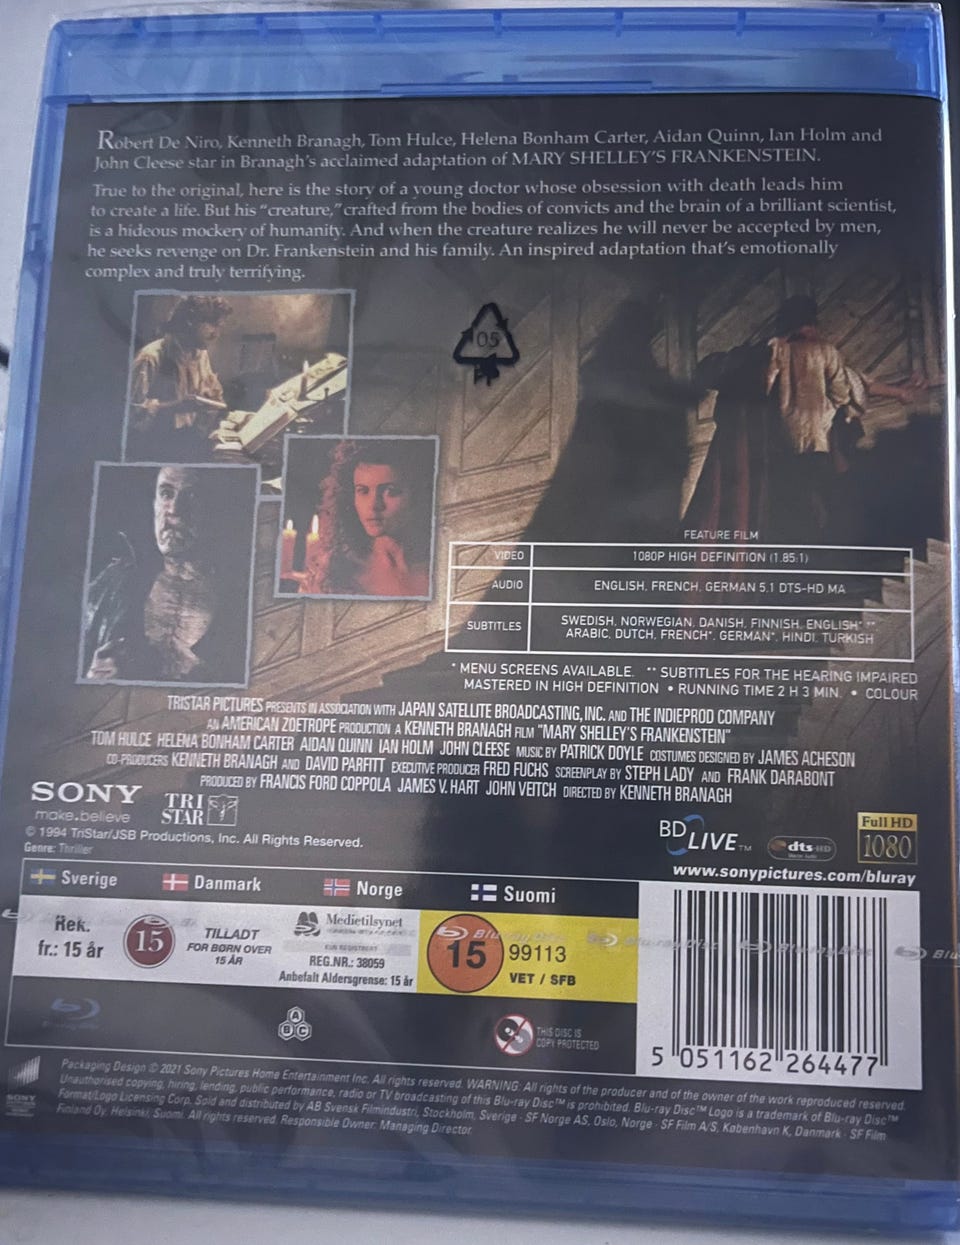 Robert De Niro, Kenneth Branagh, Tom Hulce, Helena Bonham Carter, Aidan Quinn, Ian Holm and
John Cleese star in Branagh's acclaimed adaptation of MARY SHELLEY'S FRANKENSTEIN.
True to the original, here is the story of a young doctor whose obsession with death leads him
to create a life. But his "creature," crafted from the bodies of convicts and the brain of a brilliant scientist,
is a hideous mockery of humanity. And when the creature realizes he will never be accepted by men,
he seeks revenge on Dr. Frankenstein and his family. An inspired adaptation that's emotionally
complex and truly terrifying.
05
FEATURE FILM
VIDEO 1080P HIGH DEFINITION (1.85:1)
AUDIO ENGLISH, FRENCH, GERMAN 5.1 DTS-HD MA
SUBTITLES SWEDISH, NORWEGIAN, DANISH, FINNISH, ENGLISH* **,
ARABIC, DUTCH, FRENCH*, GERMAN*, HINDI, TURKISH
* MENU SCREENS AVAILABLE. ** SUBTITLES FOR THE HEARING IMPAIRED
MASTERED IN HIGH DEFINITION • RUNNING TIME 2 H 3 MIN. • COLOUR
TRISTAR PICTURES PRESENTS IN ASSOCIATION WITH JAPAN SATELLITE BROADCASTING, INC. AND THE INDIEPROD COMPANY
AN AMERICAN ZOETROPE PRODUCTION A KENNETH BRANAGH FILM "MARY SHELLEY'S FRANKENSTEIN"
TOM HULCE HELENA BONHAM CARTER AIDAN QUINN IAN HOLM JOHN CLEESE MUSIC BY PATRICK DOYLE COSTUMES DESIGNED BY JAMES ACHESON
CO-PRODUCERS KENNETH BRANAGH AND DAVID PARFITT EXECUTIVE PRODUCER FRED FUCHS SCREENPLAY BY STEPH LADY AND FRANK DARABONT
PRODUCED BY FRANCIS FORD COPPOLA JAMES V. HART JOHN VEITCH DIRECTED BY KENNETH BRANAGH
SONY
make.believe
TRI
STAR
BD LIVE™
dts-HD
Master Audio
Full HD
1080
© 1994 TriStar/JSB Productions, Inc. All Rights Reserved.
Genre: Thriller
www.sonypictures.com/bluray
Sverige Danmark Norge Suomi
Rek.
fr.: 15 år
15
TILLADT
FOR BØRN OVER
15 ÅR
Medietilsynet
REG.NR.: 38059
Anbefalt Aldersgrense: 15 år
15
99113
VET / SFB
Blu-ray Disc
A
B C
THIS DISC IS
COPY PROTECTED
5 051162 264477
SONY
Packaging Design © 2021 Sony Pictures Home Entertainment Inc. All rights reserved. WARNING: All rights of the producer and of the owner of the work reproduced reserved.
Unauthorised copying, hiring, lending, public performance, radio or TV broadcasting of this Blu-ray Disc™ is prohibited. Blu-ray Disc™ Logo is a trademark of Blu-ray Disc™
Format/Logo Licensing Corp. Sold and distributed by AB Svensk Filmindustri, Stockholm, Sverige · SF Norge AS, Oslo, Norge · SF Film A/S, København K, Danmark · SF Film
Finland Oy, Helsinki, Suomi. All rights reserved. Responsible Owner: Managing Director